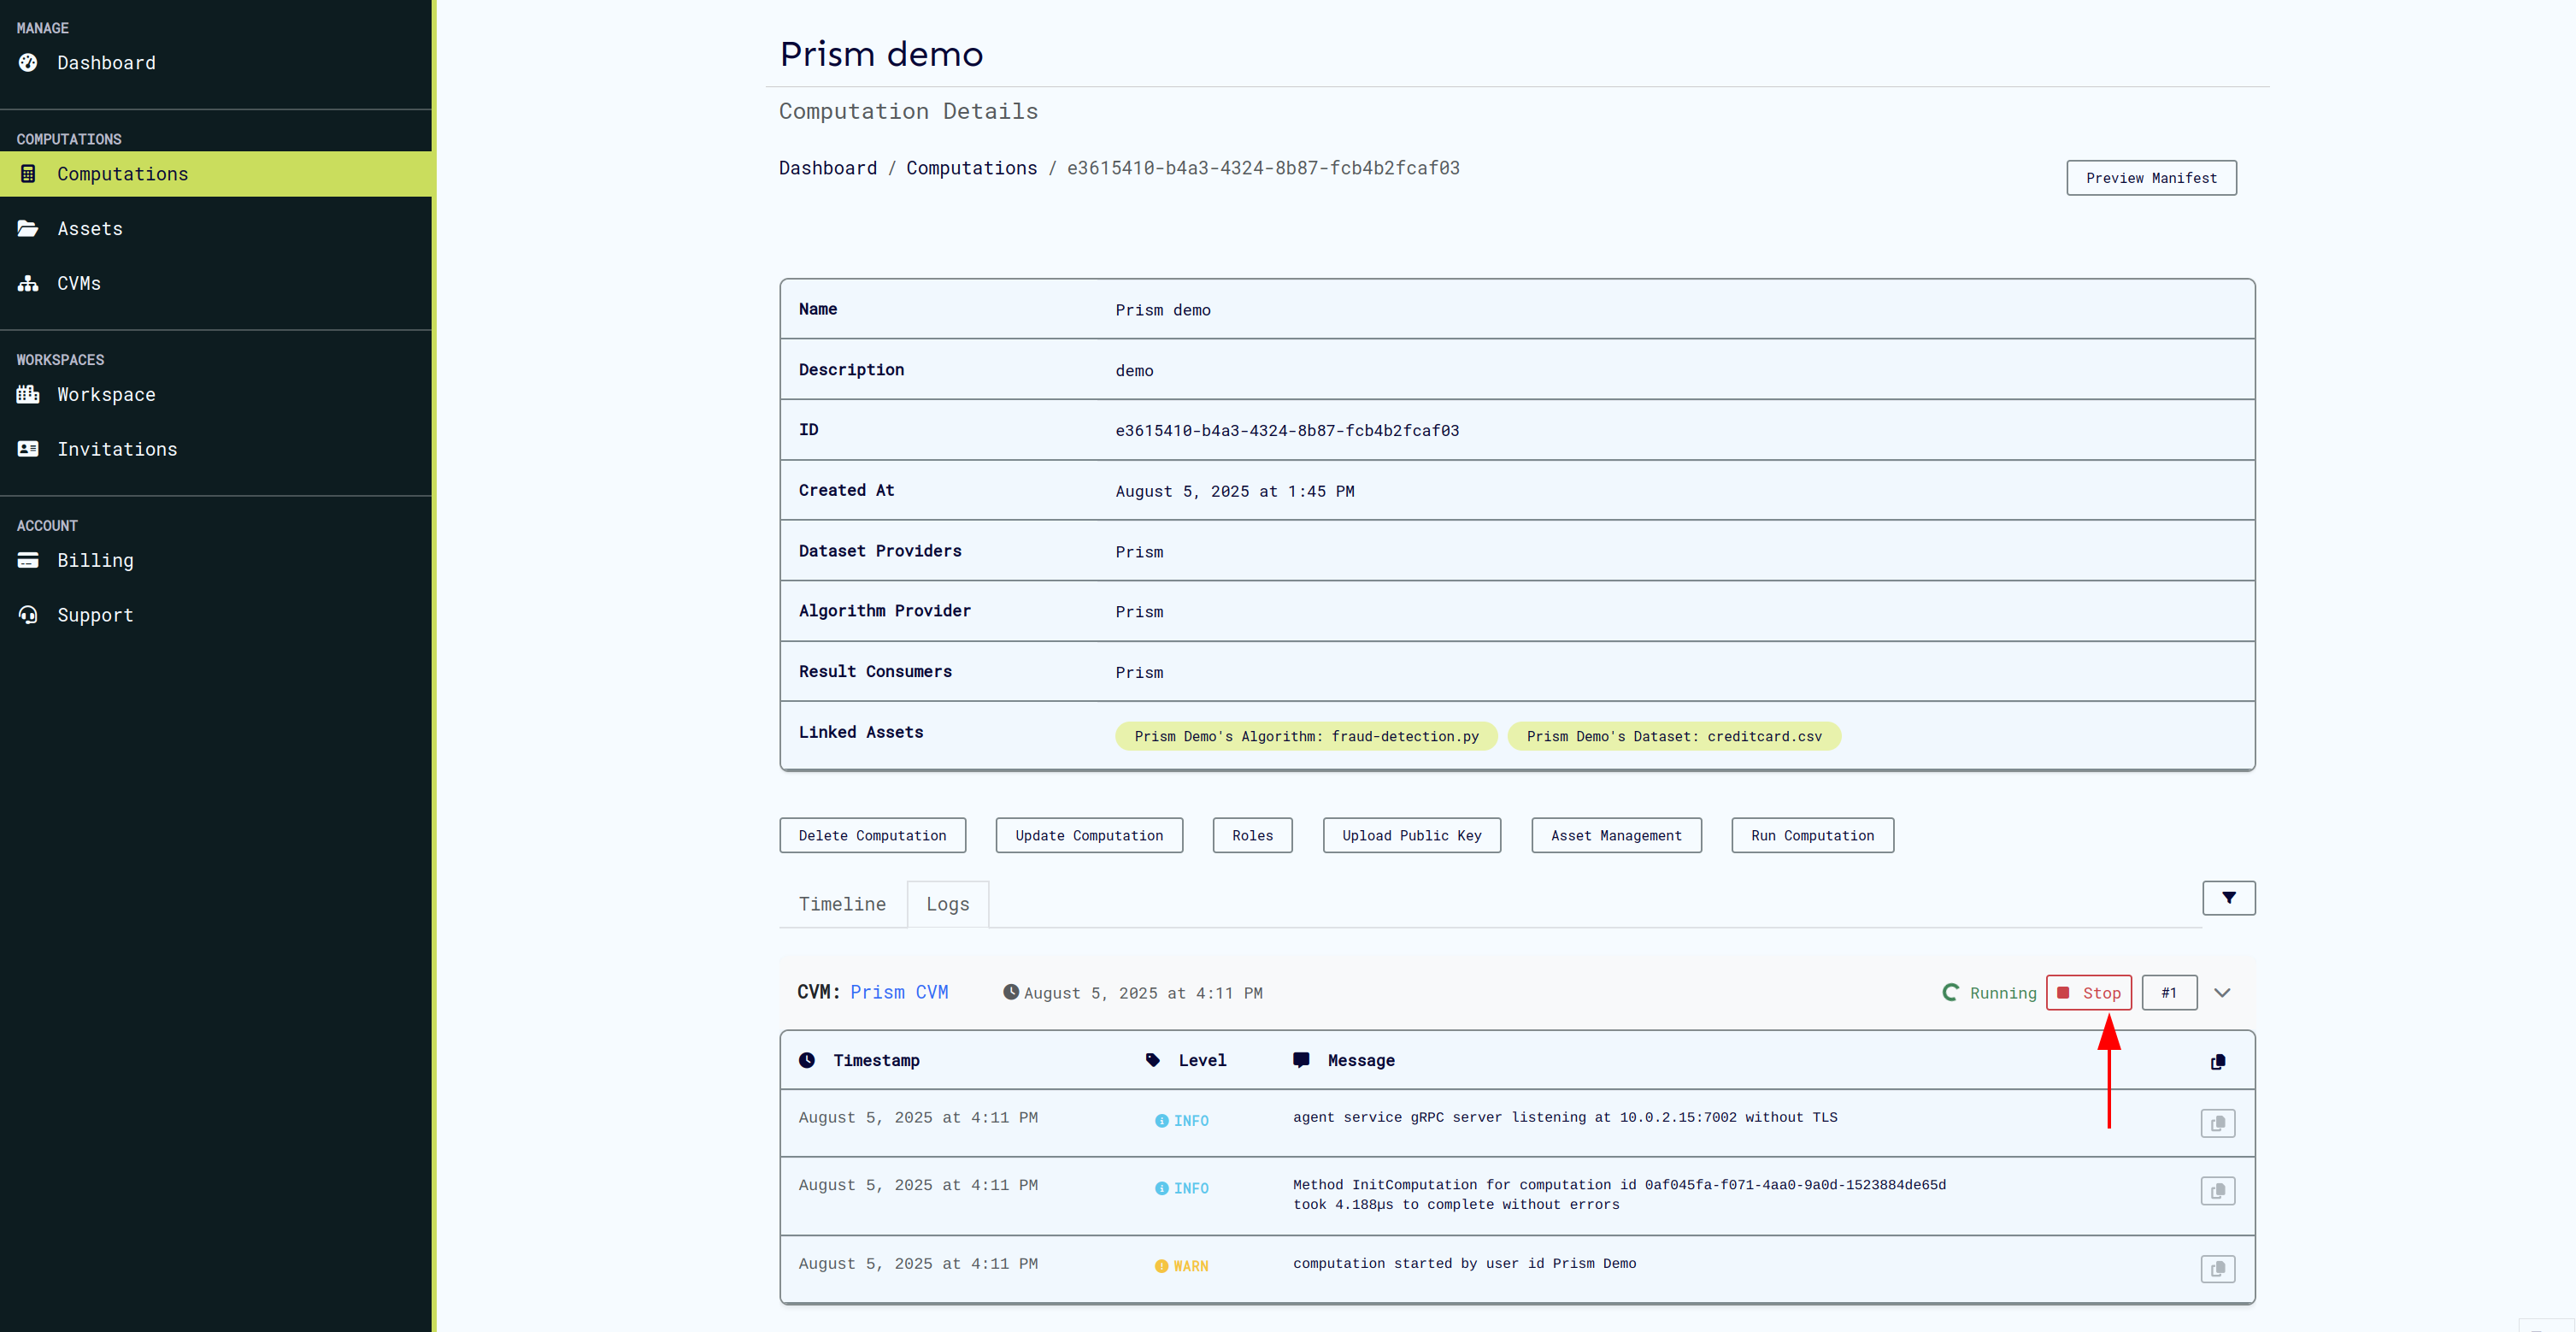 MANAGE
Dashboard
COMPUTATIONS
Computations
Assets
CVMs
WORKSPACES
Workspace
Invitations
ACCOUNT
Billing
Support
Prism demo
Computation Details
Dashboard / Computations / e3615410-b4a3-4324-8b87-fcb4b2fcaf03
Preview Manifest
Name Prism demo
Description demo
ID e3615410-b4a3-4324-8b87-fcb4b2fcaf03
Created At August 5, 2025 at 1:45 PM
Dataset Providers Prism
Algorithm Provider Prism
Result Consumers Prism
Linked Assets Prism Demo's Algorithm: fraud-detection.py Prism Demo's Dataset: creditcard.csv
Delete Computation Update Computation Roles Upload Public Key Asset Management Run Computation
Timeline Logs
CVM: Prism CVM August 5, 2025 at 4:11 PM Running Stop #1
Timestamp Level Message
August 5, 2025 at 4:11 PM INFO agent service gRPC server listening at 10.0.2.15:7002 without TLS
August 5, 2025 at 4:11 PM INFO Method InitComputation for computation id 0af045fa-f071-4aa0-9a0d-1523884de65d
took 4.188µs to complete without errors
August 5, 2025 at 4:11 PM WARN computation started by user id Prism Demo